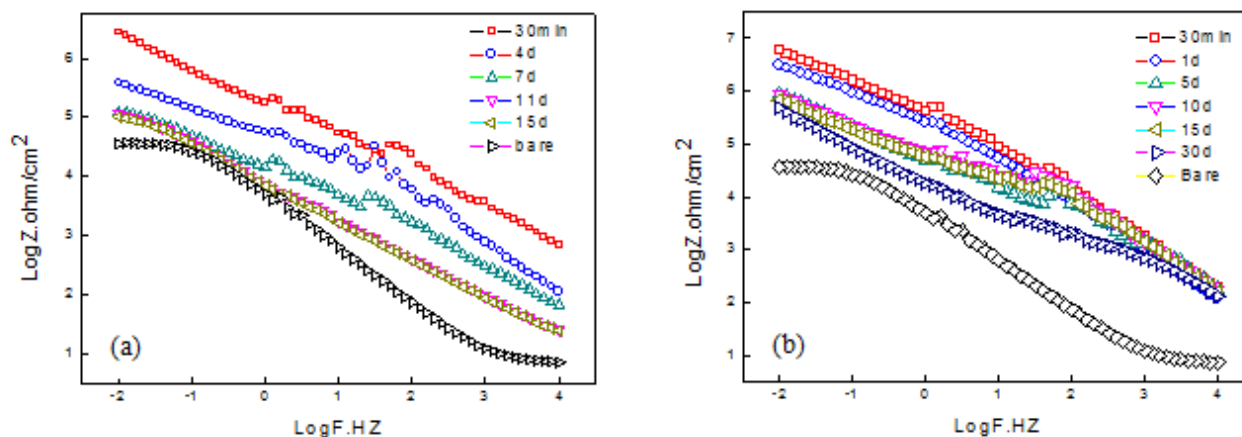 6
5
4
3
2
1
LogZ.ohm/cm2
-2 -1 0 1 2 3 4
LogF.HZ
(a)
30min
4d
7d
11d
15d
bare
7
6
5
4
3
2
1
LogZ.ohm/cm2
-2 -1 0 1 2 3 4
LogF.HZ
(b)
30min
1d
5d
10d
15d
30d
Bare